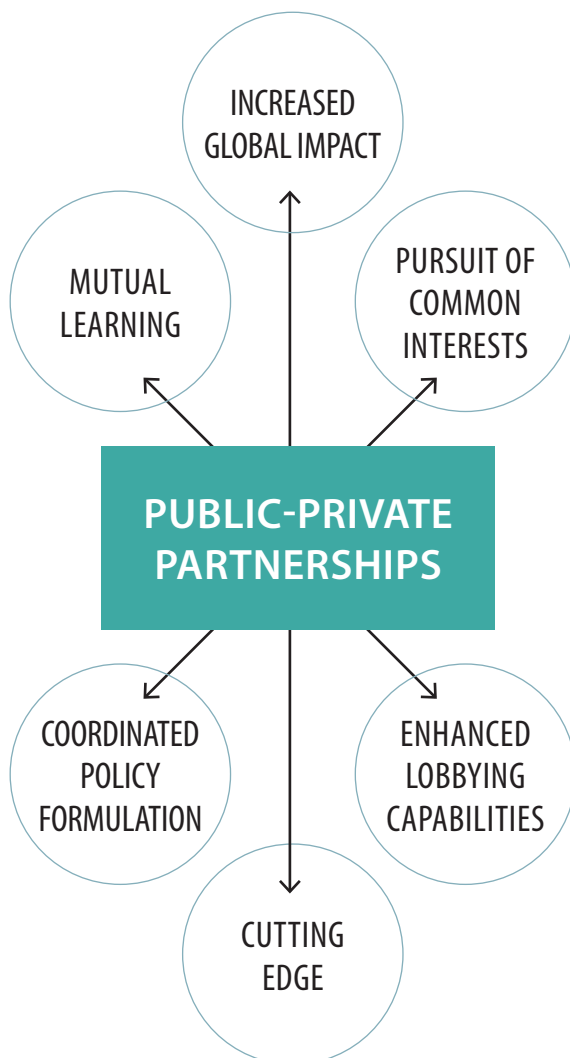 INCREASED
GLOBAL IMPACT
MUTUAL
LEARNING
PURSUIT OF
COMMON
INTERESTS
PUBLIC-PRIVATE
PARTNERSHIPS
COORDINATED
POLICY
FORMULATION
ENHANCED
LOBBYING
CAPABILITIES
CUTTING
EDGE